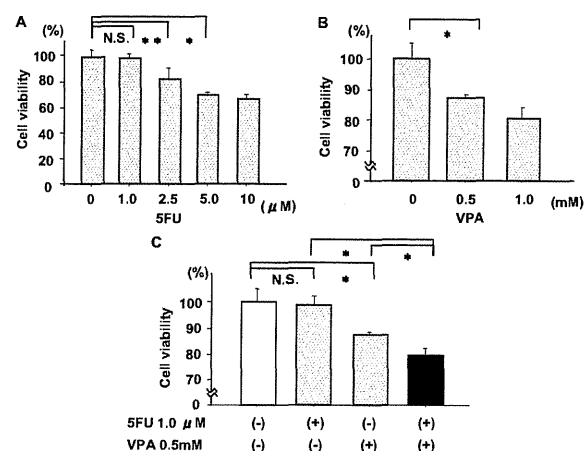 A
(%)
N.S.
**
*
100
80
60
40
20
0
Cell viability
0 1.0 2.5 5.0 10 (μM)
5FU
B
(%)
*
100
90
80
70
0
Cell viability
0 0.5 1.0 (mM)
VPA
C
(%)
* *
N.S. *
100
90
80
70
0
Cell viability
5FU 1.0 μM (-) (+) (-) (+)
VPA 0.5mM (-) (-) (+) (+)